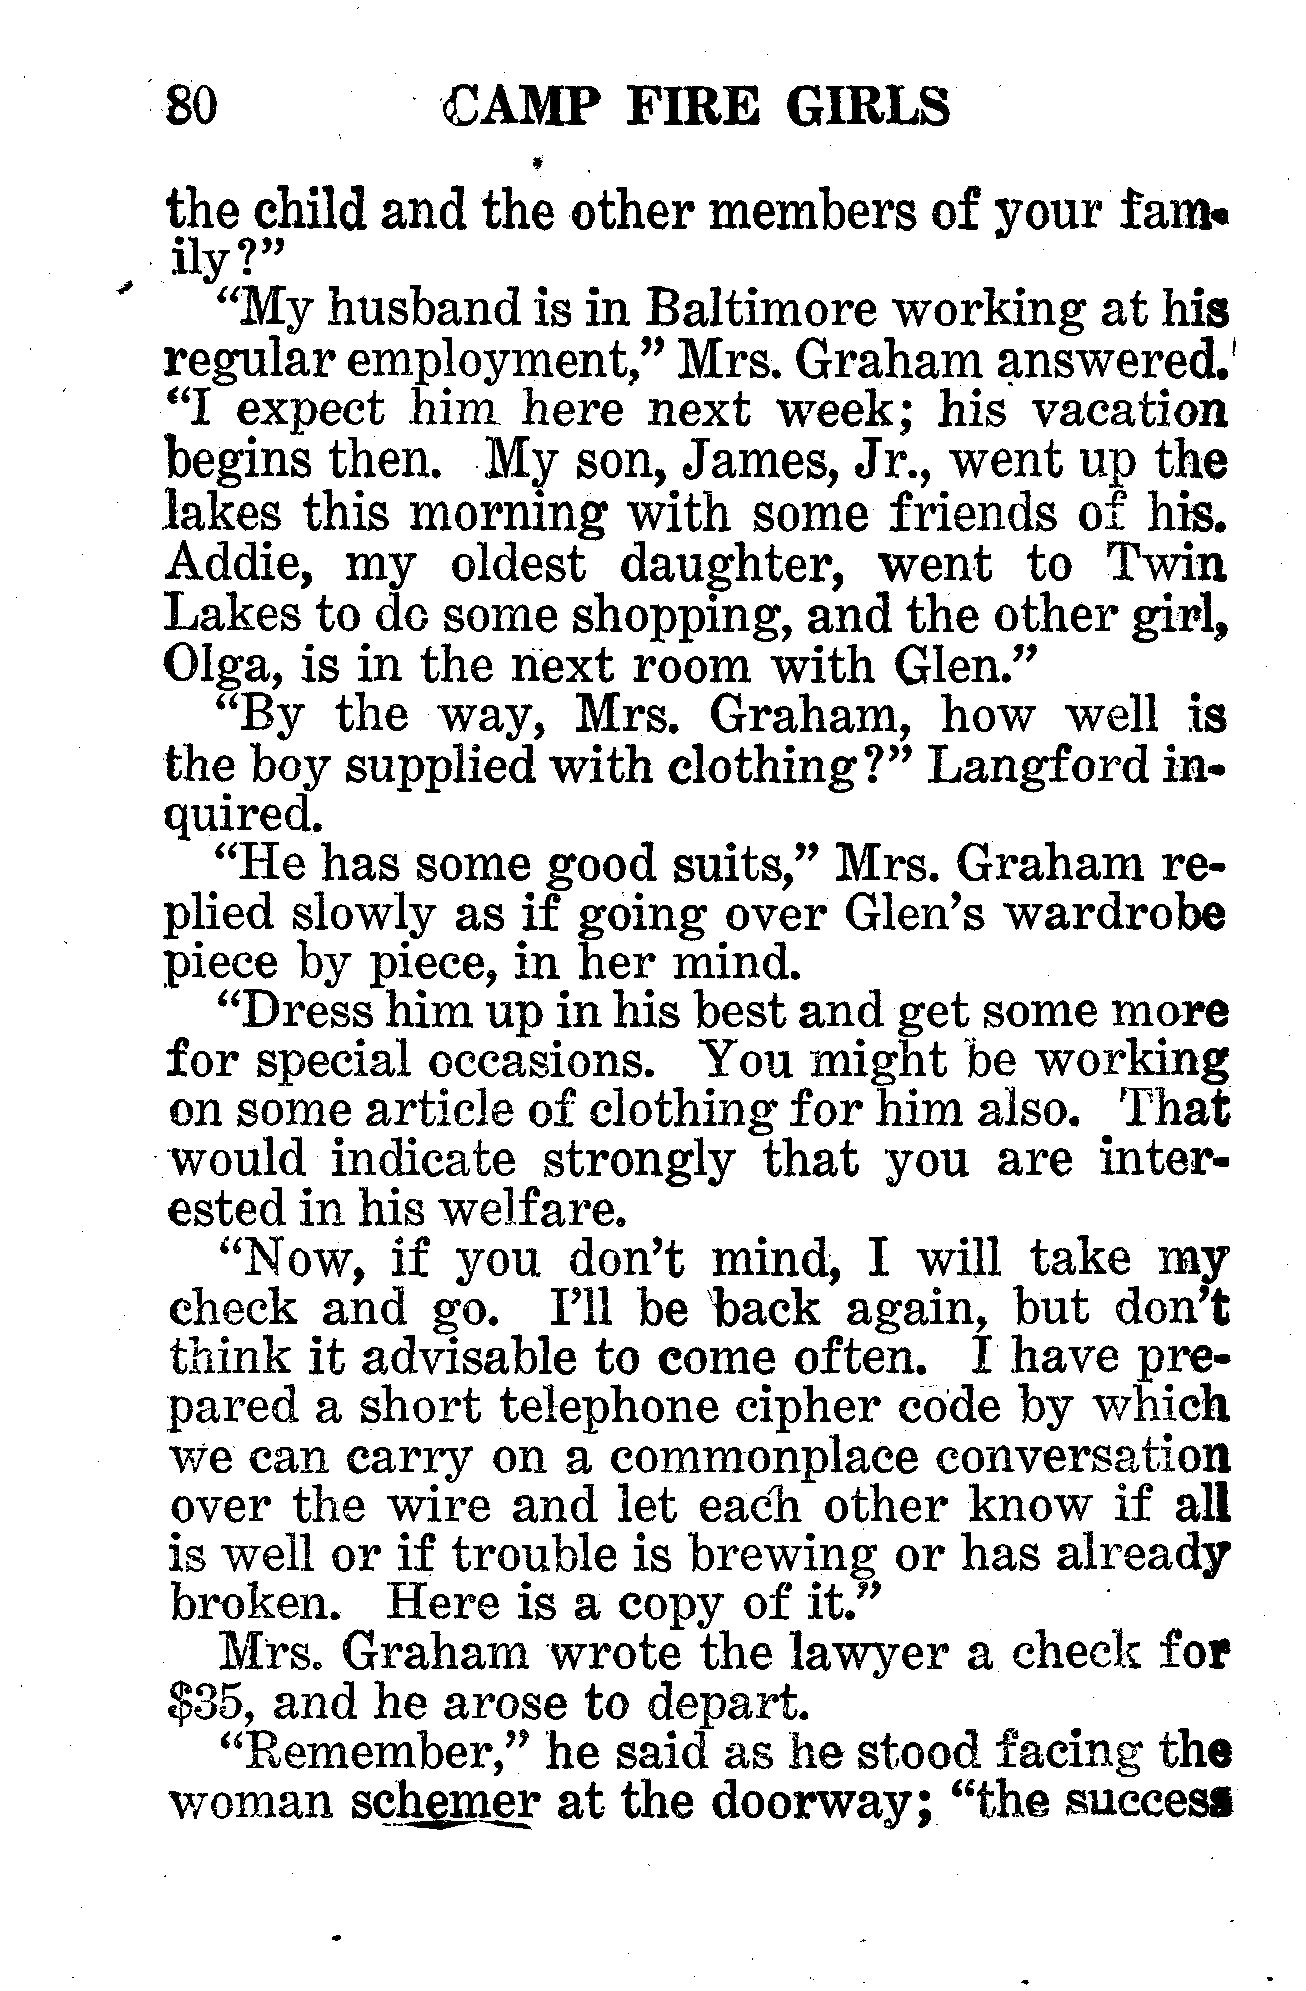 80 CAMP FIRE GIRLS
the child and the other members of your fam-
ily?”
“My husband is in Baltimore working at his
regular employment,” Mrs. Graham answered.
“I expect him here next week; his vacation
begins then. My son, James, Jr., went up the
lakes this morning with some friends of his.
Addie, my oldest daughter, went to Twin
Lakes to do some shopping, and the other girl,
Olga, is in the next room with Glen.”
“By the way, Mrs. Graham, how well is
the boy supplied with clothing?” Langford in-
quired.
“He has some good suits,” Mrs. Graham re-
plied slowly as if going over Glen’s wardrobe
piece by piece, in her mind.
“Dress him up in his best and get some more
for special occasions. You might be working
on some article of clothing for him also. That
would indicate strongly that you are inter-
ested in his welfare.
“Now, if you don’t mind, I will take my
check and go. I’ll be back again, but don’t
think it advisable to come often. I have pre-
pared a short telephone cipher code by which
we can carry on a commonplace conversation
over the wire and let each other know if all
is well or if trouble is brewing or has already
broken. Here is a copy of it.”
Mrs. Graham wrote the lawyer a check for
$35, and he arose to depart.
“Remember,” he said as he stood facing the
woman schemer at the doorway; “the success